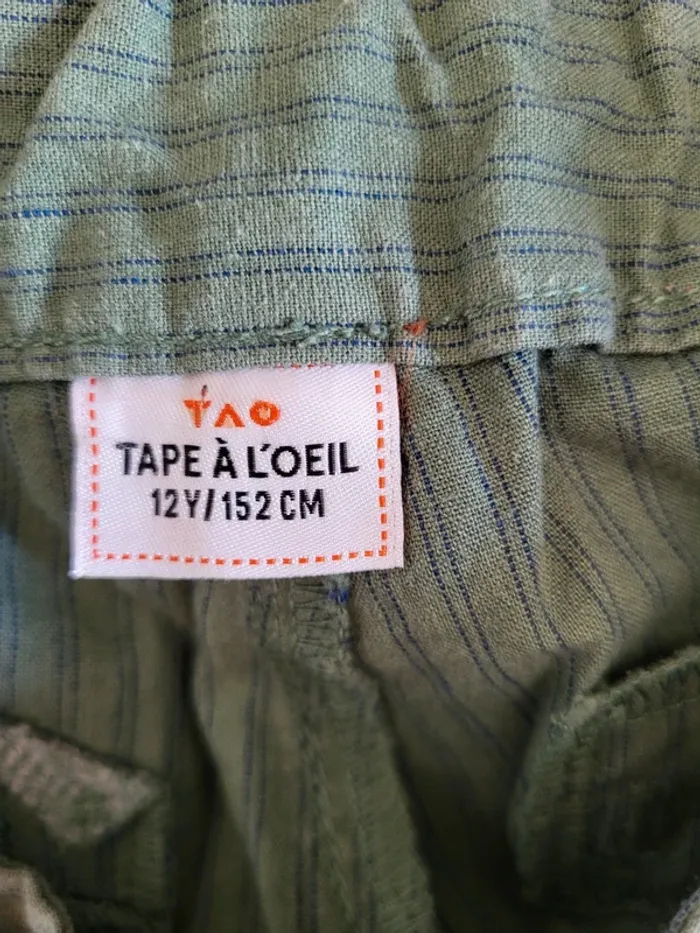 TAO
TAPE À L'OEIL
12Y/152 CM